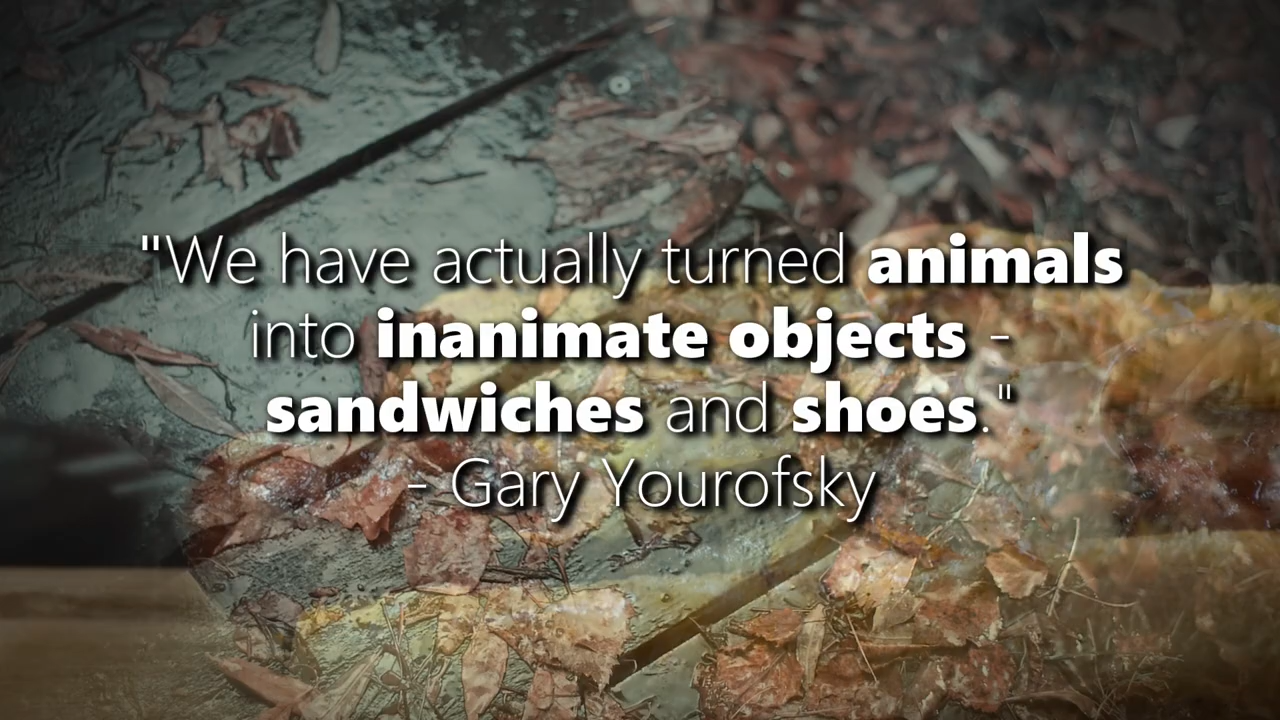 "We have actually turned animals
into inanimate objects -
sandwiches and shoes."
- Gary Yourofsky